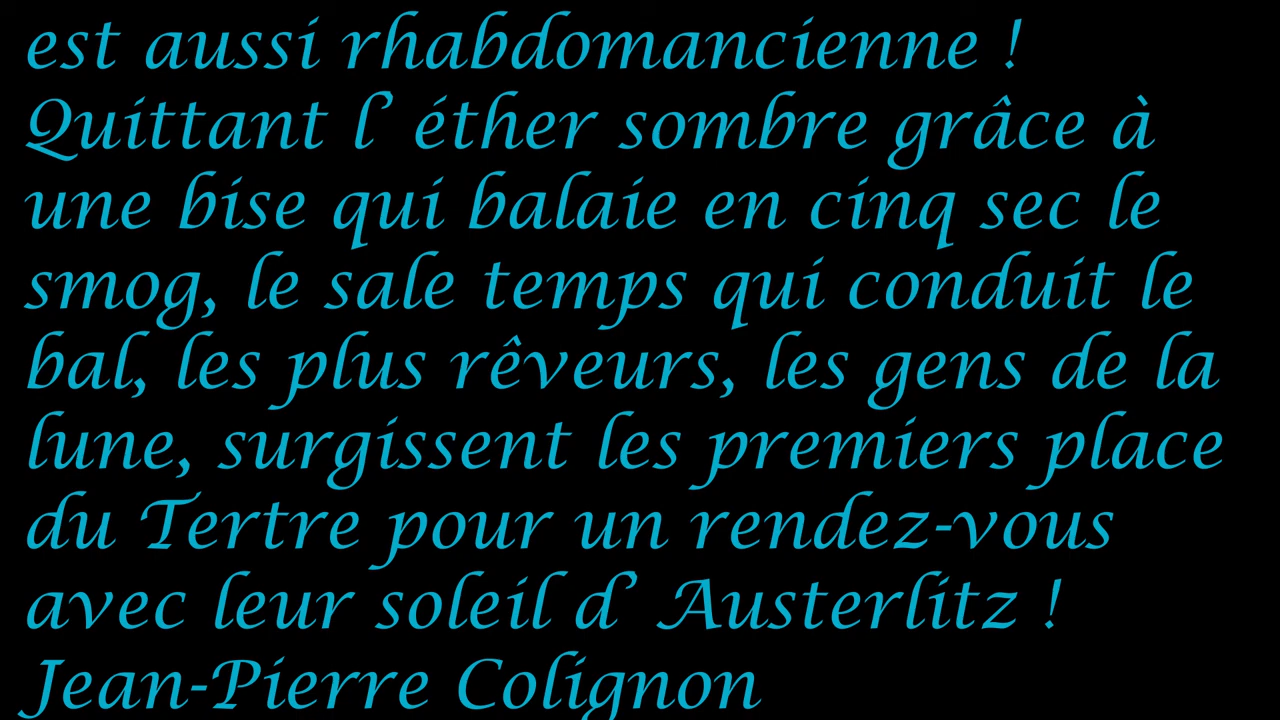 est aussi rhabdomancienne !
Quittant l’ éther sombre grâce à
une bise qui balaie en cinq sec le
smog, le sale temps qui conduit le
bal, les plus rêveurs, les gens de la
lune, surgissent les premiers place
du Tertre pour un rendez-vous
avec leur soleil d’ Austerlitz !
Jean-Pierre Colignon